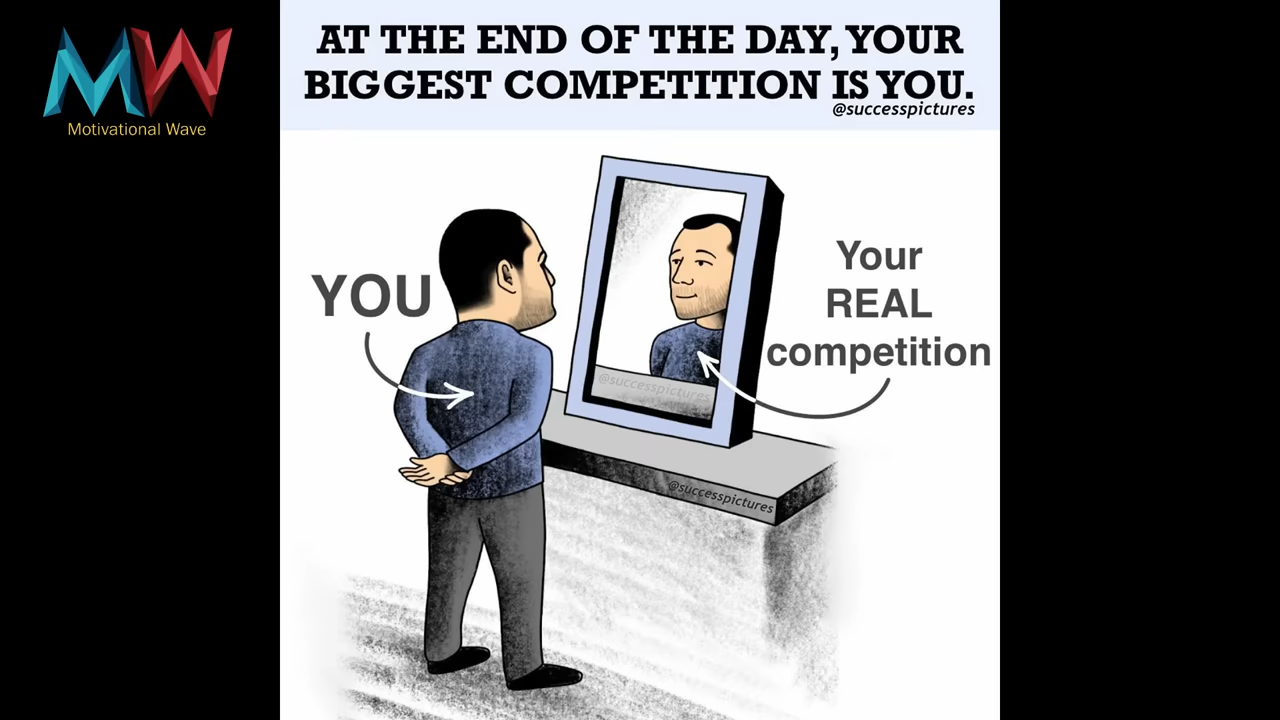 MW
Motivational Wave
AT THE END OF THE DAY, YOUR
BIGGEST COMPETITION IS YOU.
@successpictures
YOU
Your
REAL
competition
@successpictures
@successpictures